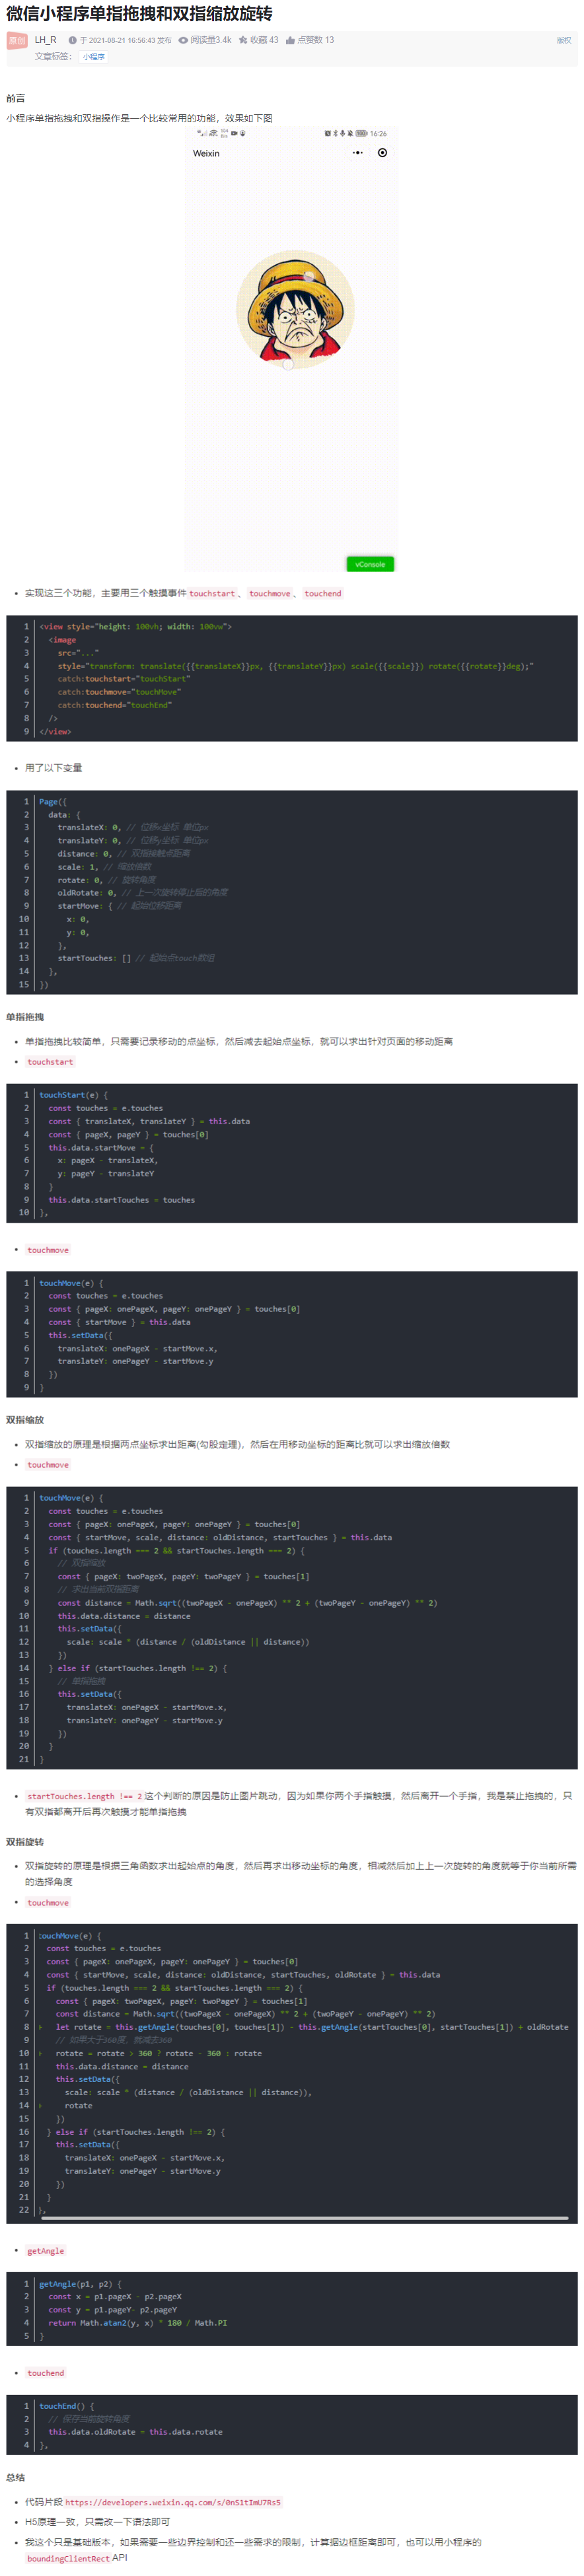 微信小程序单指拖拽和双指缩放旋转
原创 LH_R 于 2021-08-21 16:56:43 发布 阅读量3.4k 收藏 43 点赞数 13 版权
文章标签： 小程序
前言
小程序单指拖拽和双指操作是一个比较常用的功能，效果如下图
16:26
Weixin
vConsole
• 实现这三个功能，主要用三个触摸事件 touchstart 、 touchmove 、 touchend
1 <view style="height: 100vh; width: 100vw">
2 <image
3 src="..."
4 style="transform: translate({{translateX}}px, {{translateY}}px) scale({{scale}}) rotate({{rotate}}deg);"
5 catch:touchstart="touchStart"
6 catch:touchmove="touchMove"
7 catch:touchend="touchEnd"
8 />
9 </view>
• 用了以下变量
1 Page({
2 data: {
3 translateX: 0, // 位移x坐标 单位px
4 translateY: 0, // 位移y坐标 单位px
5 distance: 0, // 双指接触点距离
6 scale: 1, // 缩放倍数
7 rotate: 0, // 旋转角度
8 oldRotate: 0, // 上一次旋转停止后的角度
9 startMove: { // 起始位移距离
10 x: 0,
11 y: 0,
12 },
13 startTouches: [] // 起始点touch数组
14 },
15 })
单指拖拽
• 单指拖拽比较简单，只需要记录移动的点坐标，然后减去起始点坐标，就可以求出针对页面的移动距离
• touchstart
1 touchStart(e) {
2 const touches = e.touches
3 const { translateX, translateY } = this.data
4 const { pageX, pageY } = touches[0]
5 this.data.startMove = {
6 x: pageX - translateX,
7 y: pageY - translateY
8 }
9 this.data.startTouches = touches
10 },
• touchmove
1 touchMove(e) {
2 const touches = e.touches
3 const { pageX: onePageX, pageY: onePageY } = touches[0]
4 const { startMove } = this.data
5 this.setData({
6 translateX: onePageX - startMove.x,
7 translateY: onePageY - startMove.y
8 })
9 }
双指缩放
• 双指缩放的原理是根据两点坐标求出距离(勾股定理)，然后在用移动坐标的距离比就可以求出缩放倍数
• touchmove
1 touchMove(e) {
2 const touches = e.touches
3 const { pageX: onePageX, pageY: onePageY } = touches[0]
4 const { startMove, scale, distance: oldDistance, startTouches } = this.data
5 if (touches.length === 2 && startTouches.length === 2) {
6 // 双指缩放
7 const { pageX: twoPageX, pageY: twoPageY } = touches[1]
8 // 求出当前双指距离
9 const distance = Math.sqrt((twoPageX - onePageX) ** 2 + (twoPageY - onePageY) ** 2)
10 this.data.distance = distance
11 this.setData({
12 scale: scale * (distance / (oldDistance || distance))
13 })
14 } else if (startTouches.length !== 2) {
15 // 单指拖拽
16 this.setData({
17 translateX: onePageX - startMove.x,
18 translateY: onePageY - startMove.y
19 })
20 }
21 }
• startTouches.length !== 2 这个判断的原因是防止图片跳动，因为如果你两个手指触摸，然后离开一个手指，我是禁止拖拽的，只
有双指都离开后再次触摸才能单指拖拽
双指旋转
• 双指旋转的原理是根据三角函数求出起始点的角度，然后再求出移动坐标的角度，相减然后加上上一次旋转的角度就等于你当前所需
的选择角度
• touchmove
1 touchMove(e) {
2 const touches = e.touches
3 const { pageX: onePageX, pageY: onePageY } = touches[0]
4 const { startMove, scale, distance: oldDistance, startTouches, oldRotate } = this.data
5 if (touches.length === 2 && startTouches.length === 2) {
6 const { pageX: twoPageX, pageY: twoPageY } = touches[1]
7 const distance = Math.sqrt((twoPageX - onePageX) ** 2 + (twoPageY - onePageY) ** 2)
8 let rotate = this.getAngle(touches[0], touches[1]) - this.getAngle(startTouches[0], startTouches[1]) + oldRotate
9 // 如果大于360度，就减去360
10 rotate = rotate > 360 ? rotate - 360 : rotate
11 this.data.distance = distance
12 this.setData({
13 scale: scale * (distance / (oldDistance || distance)),
14 rotate
15 })
16 } else if (startTouches.length !== 2) {
17 this.setData({
18 translateX: onePageX - startMove.x,
19 translateY: onePageY - startMove.y
20 })
21 }
22 },
• getAngle
1 getAngle(p1, p2) {
2 const x = p1.pageX - p2.pageX
3 const y = p1.pageY- p2.pageY
4 return Math.atan2(y, x) * 180 / Math.PI
5 }
• touchend
1 touchEnd() {
2 // 保存当前旋转角度
3 this.data.oldRotate = this.data.rotate
4 },
总结
• 代码片段 https://developers.weixin.qq.com/s/0nS1tImU7Rs5
• H5原理一致，只需改一下语法即可
• 我这个只是基础版本，如果需要一些边界控制和还一些需求的限制，计算据边框距离即可，也可以用小程序的
boundingClientRect API